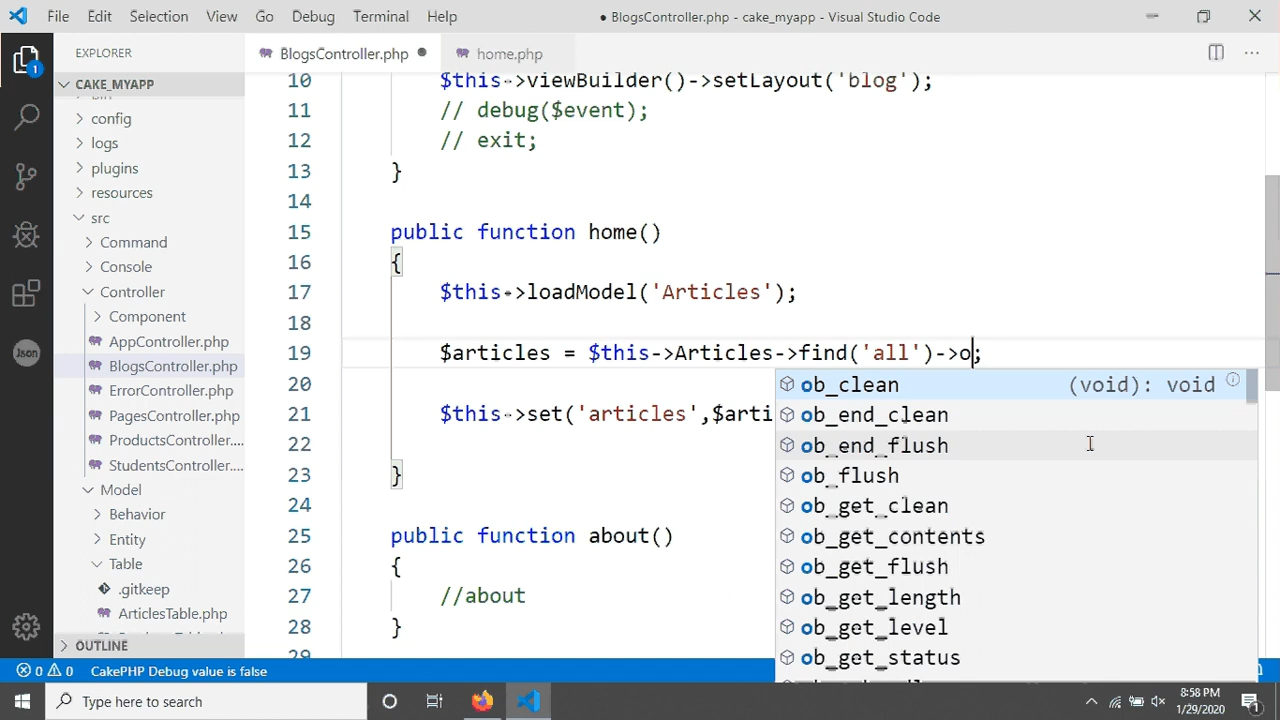 File Edit Selection View Go Debug Terminal Help
● BlogsController.php - cake_myapp - Visual Studio Code
EXPLORER
BlogsController.php
home.php
CAKE_MYAPP
config
logs
plugins
resources
src
Command
Console
Controller
Component
AppController.php
BlogsController.php
ErrorController.php
PagesController.php
ProductsController....
StudentsController....
Model
Behavior
Entity
Table
.gitkeep
ArticlesTable.php
OUTLINE
1
Json
10 $this->viewBuilder()->setLayout('blog');
11 // debug($event);
12 // exit;
13 }
14
15 public function home()
16 {
17 $this->loadModel('Articles');
18
19 $articles = $this->Articles->find('all')->o;
20
21 $this->set('articles',$arti
22
23 }
24
25 public function about()
26 {
27 //about
28 }
29
ob_clean (void): void
ob_end_clean
ob_end_flush
ob_flush
ob_get_clean
ob_get_contents
ob_get_flush
ob_get_length
ob_get_level
ob_get_status
0 0 CakePHP Debug value is false
Type here to search
8:58 PM
1/29/2020
1